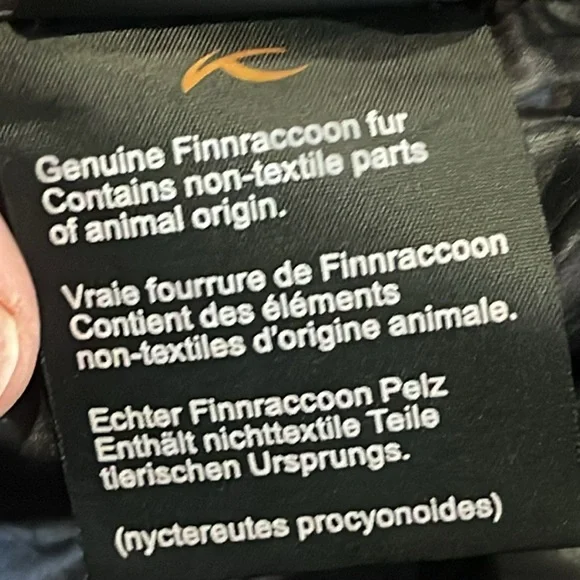 Genuine Finnraccoon fur
Contains non-textile parts
of animal origin.
Vraie fourrure de Finnraccoon
Contient des éléments
non-textiles d'origine animale.
Echter Finnraccoon Pelz
Enthält nichttextile Teile
tierischen Ursprungs.
(nyctereutes procyonoides)